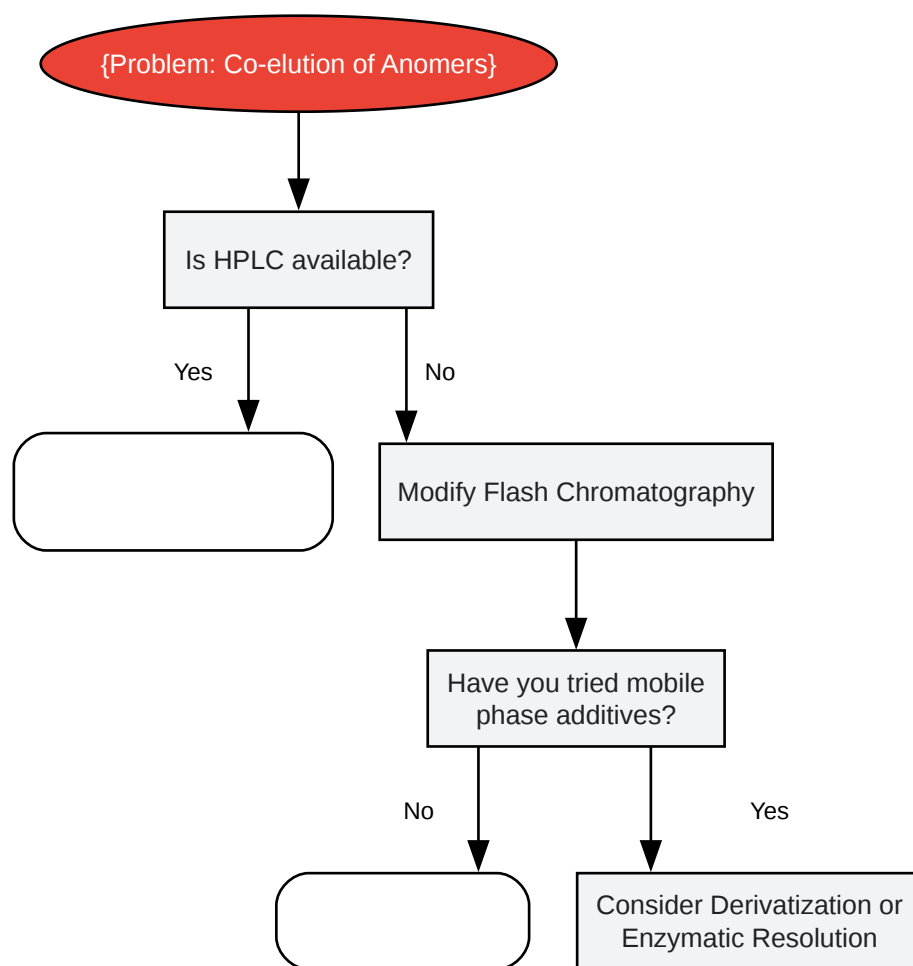 {Problem: Co-elution of Anomers}
Is HPLC available?
Yes
No
Modify Flash Chromatography
Have you tried mobile
phase additives?
No
Yes
Consider Derivatization or
Enzymatic Resolution